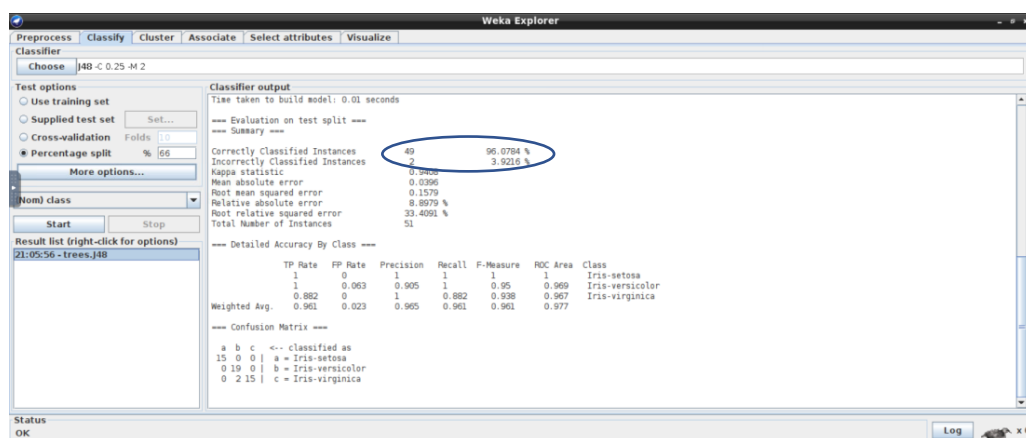 Weka Explorer
Preprocess Classify Cluster Associate Select attributes Visualize
Classifier
Choose J48 -C 0.25 -M 2
Test options
Use training set
Supplied test set Set...
Cross-validation Folds 10
Percentage split % 66
More options...
(Nom) class
Start Stop
Result list (right-click for options)
21:05:56 - trees.J48
Classifier output
Time taken to build model: 0.01 seconds
=== Evaluation on test split ===
=== Summary ===
Correctly Classified Instances 49 96.0784 %
Incorrectly Classified Instances 2 3.9216 %
Kappa statistic 0.9408
Mean absolute error 0.0396
Root mean squared error 0.1579
Relative absolute error 8.8979 %
Root relative squared error 33.4091 %
Total Number of Instances 51
=== Detailed Accuracy By Class ===
TP Rate FP Rate Precision Recall F-Measure ROC Area Class
1 0 1 1 1 1 Iris-setosa
1 0.063 0.905 1 0.95 0.969 Iris-versicolor
0.882 0 1 0.882 0.938 0.967 Iris-virginica
Weighted Avg. 0.961 0.023 0.965 0.961 0.961 0.977
=== Confusion Matrix ===
a b c <-- classified as
15 0 0 | a = Iris-setosa
0 19 0 | b = Iris-versicolor
0 2 15 | c = Iris-virginica
Status
OK
Log